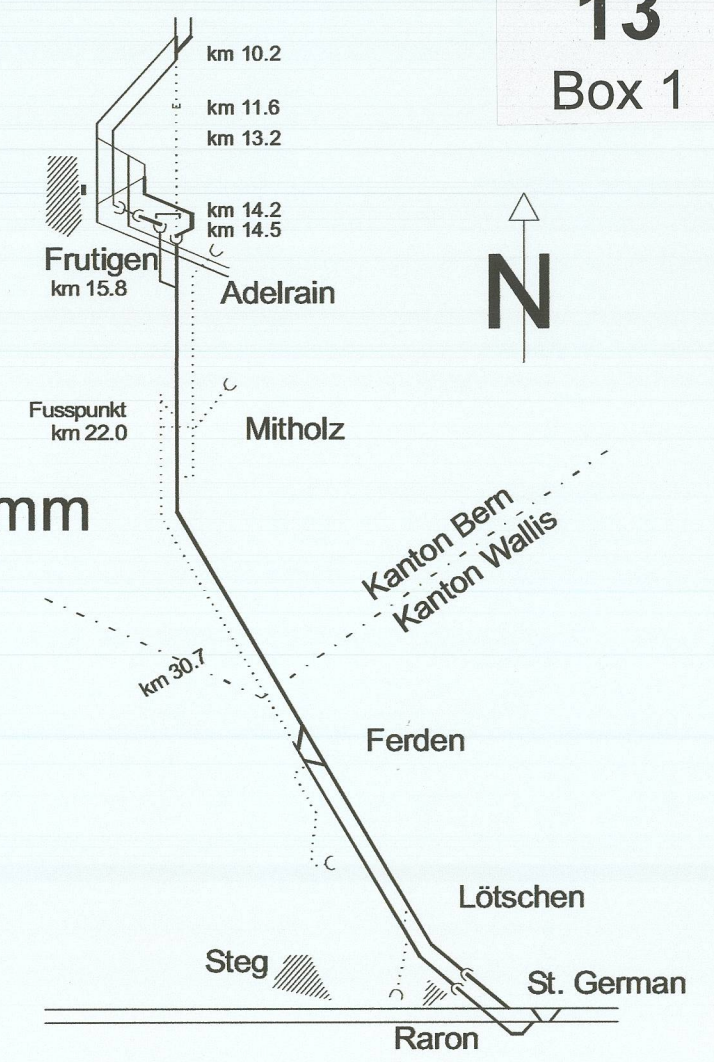 13
Box 1
km 10.2
km 11.6
km 13.2
km 14.2
km 14.5
Frutigen
km 15.8
Adelrain
N
Fusspunkt
km 22.0
Mitholz
mm
Kanton Bern
Kanton Wallis
km 30.7
Ferden
Lötschen
Steg
St. German
Raron